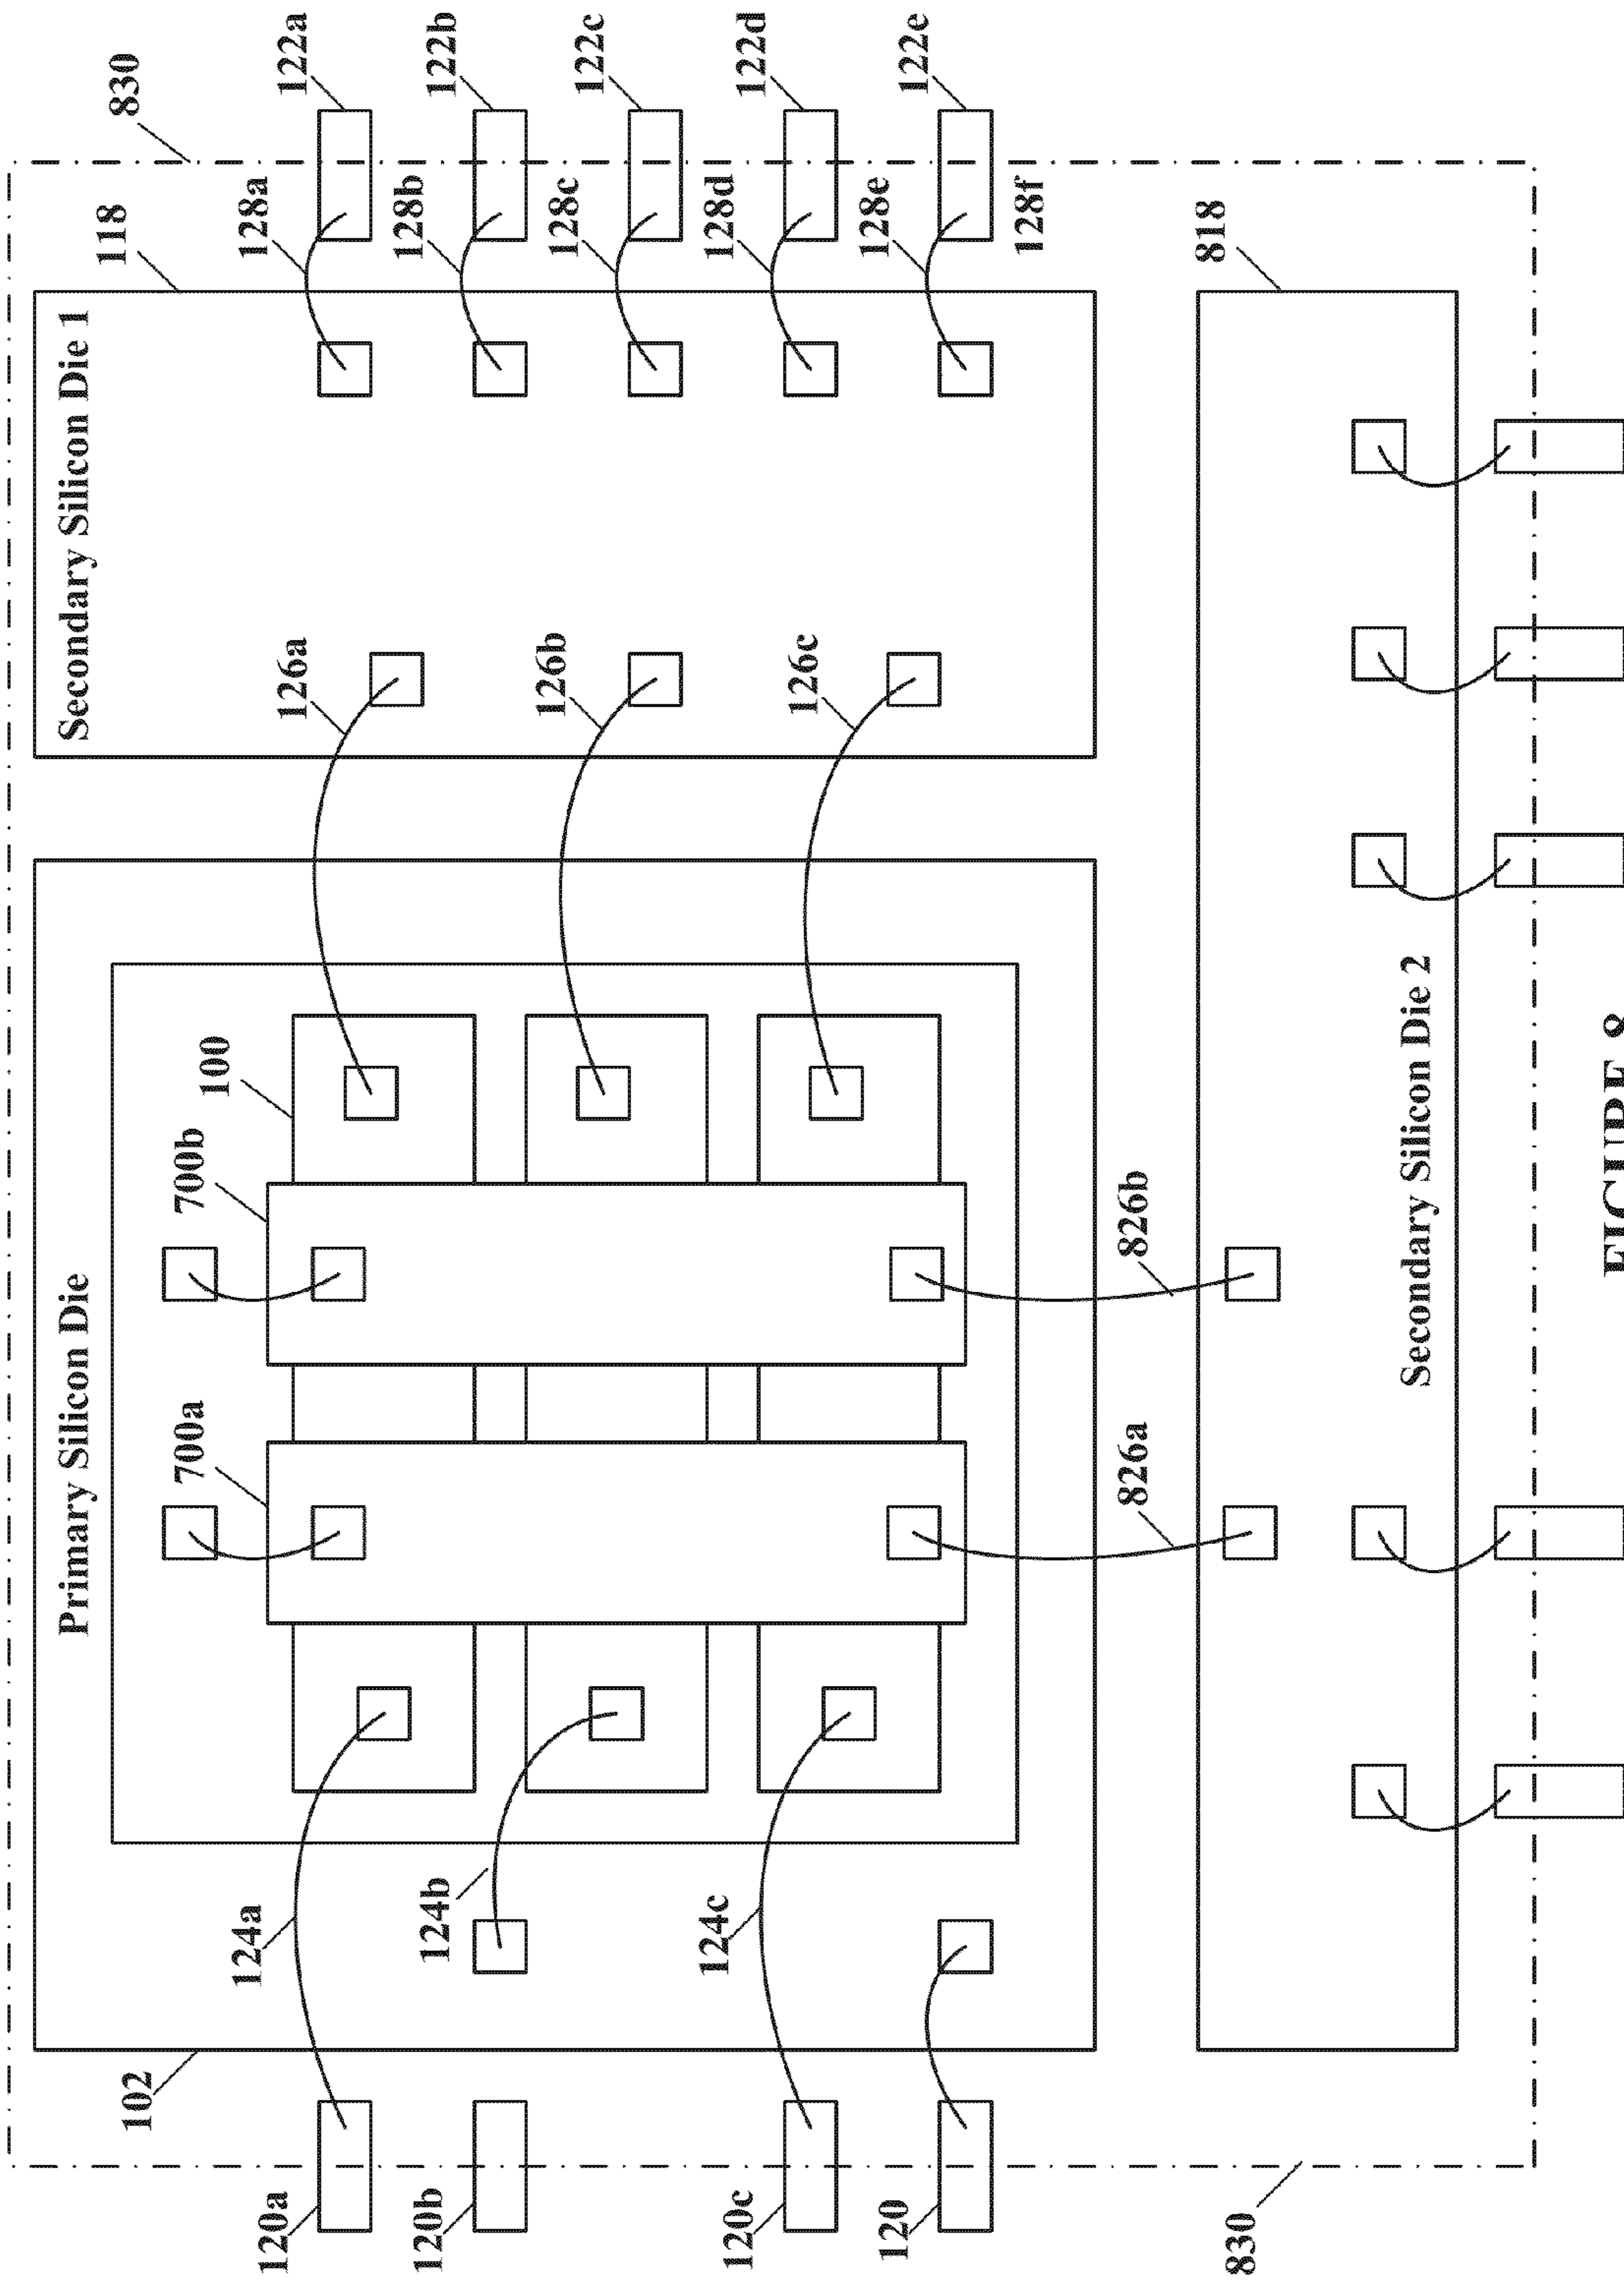 830
118
122a
122b
122c
122d
122e
128a
128b
128c
128d
128e
128f
Secondary Silicon Die 1
126a
126b
126c
818
Primary Silicon Die
100
700b
700a
826b
826a
Secondary Silicon Die 2
124a
124b
124c
102
120a
120b
120c
120
830
FIGURE 8